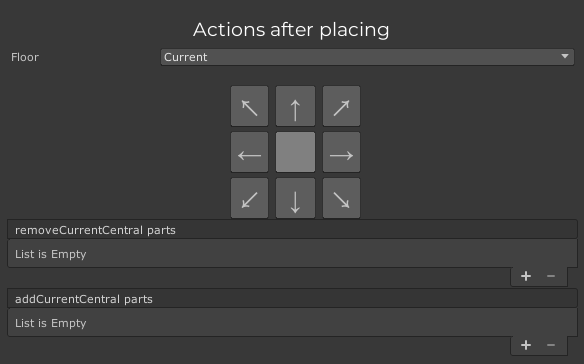 Actions after placing
Floor Current
↖ ↑ ↗
← →
↙ ↓ ↘
removeCurrentCentral parts
List is Empty
+ −
addCurrentCentral parts
List is Empty
+ −